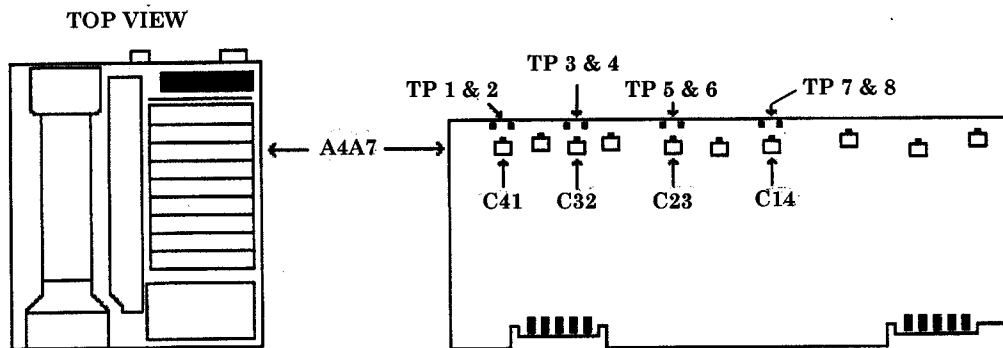 TOP VIEW
TP 1 & 2
TP 3 & 4
TP 5 & 6
TP 7 & 8
A4A7
C41
C32
C23
C14